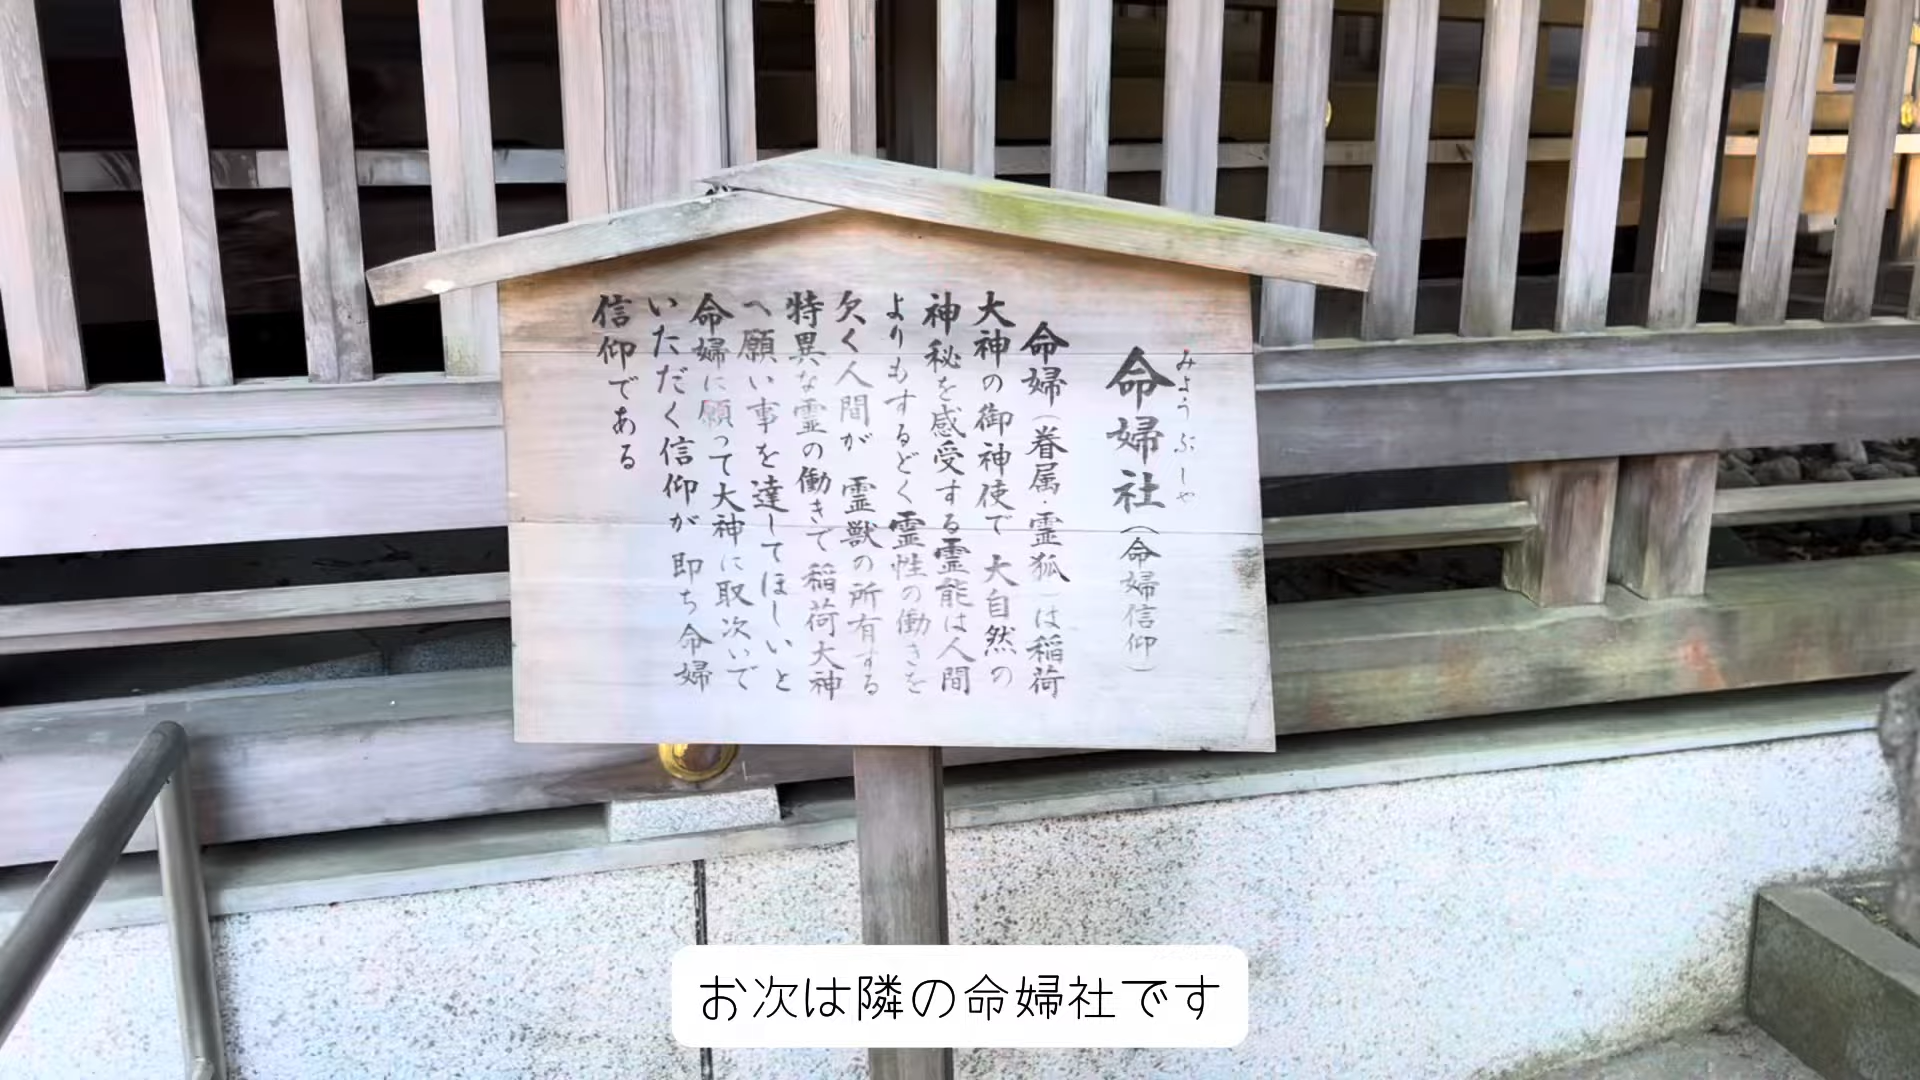 命婦社（命婦信仰）
みょうぶしゃ
命婦（眷属・霊狐）は稲荷
大神の御神使で 大自然の
神秘を感受する霊能は人間
よりもするどく霊性の働きを
欠く人間が 霊獣の所有する
特異な霊の働きで稲荷大神
へ願い事を達してほしいと
命婦に願って大神に取次いで
いただく信仰が 即ち命婦
信仰である
お次は隣の命婦社です